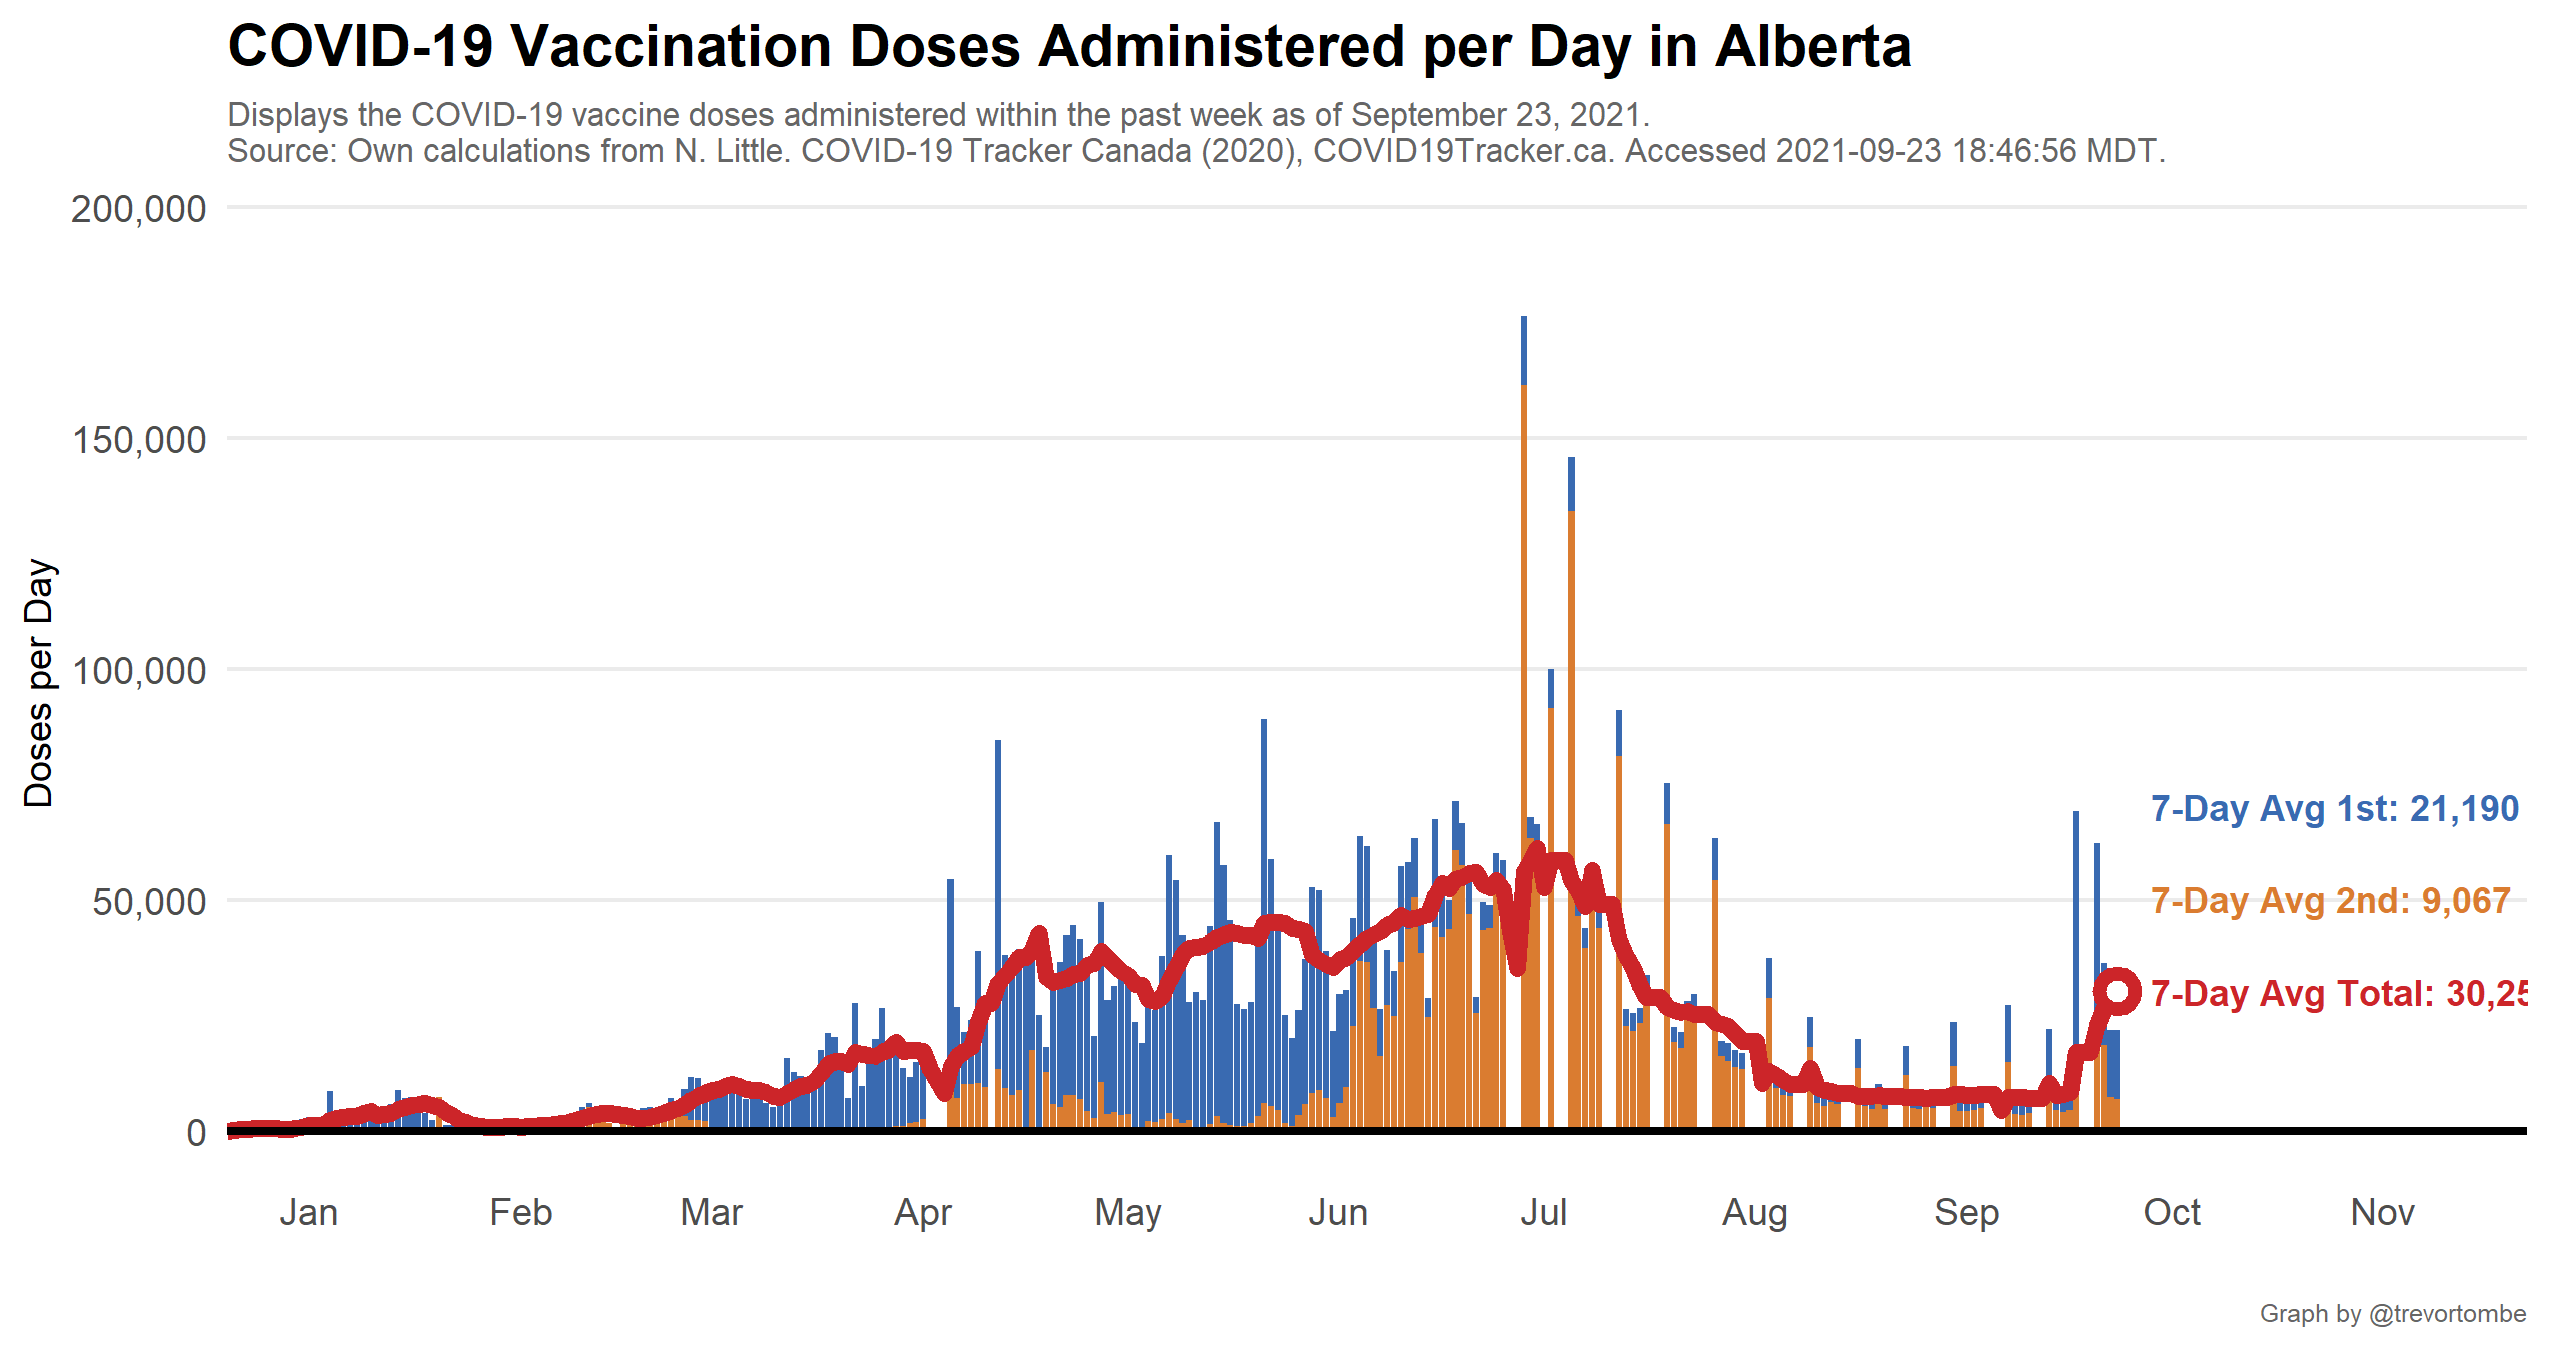 COVID-19 Vaccination Doses Administered per Day in Alberta
Displays the COVID-19 vaccine doses administered within the past week as of September 23, 2021.
Source: Own calculations from N. Little. COVID-19 Tracker Canada (2020), COVID19Tracker.ca. Accessed 2021-09-23 18:46:56 MDT.
200,000
150,000
100,000
50,000
0
Doses per Day
7-Day Avg 1st: 21,190
7-Day Avg 2nd: 9,067
7-Day Avg Total: 30,25
Jan Feb Mar Apr May Jun Jul Aug Sep Oct Nov
Graph by @trevortombe